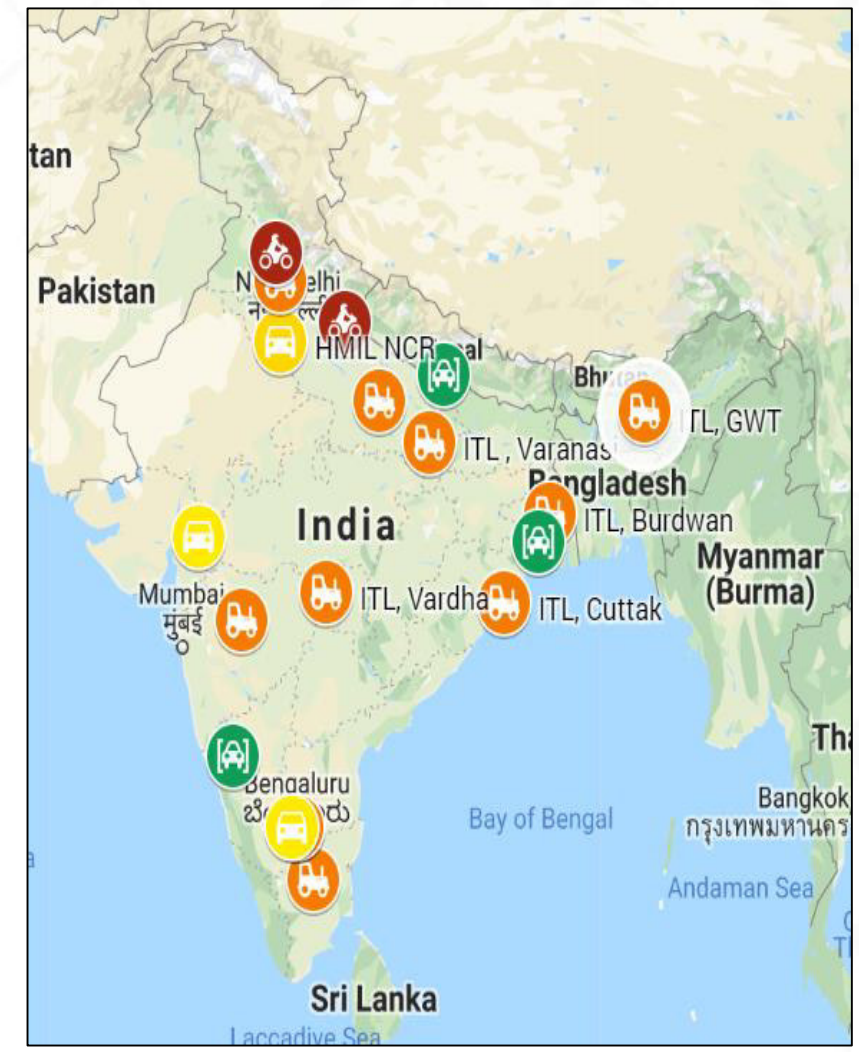 tan
Pakistan
HMIL NCR
ITL, GWT
ITL , Varanasi
Bangladesh
India
ITL, Burdwan
Myanmar
(Burma)
Mumbai
मुंबई
ITL, Vardha
ITL, Cuttak
Bengaluru
Tha
Bangkok
กรุงเทพมหานคร
Bay of Bengal
Andaman Sea
Sri Lanka
Laccadive Sea